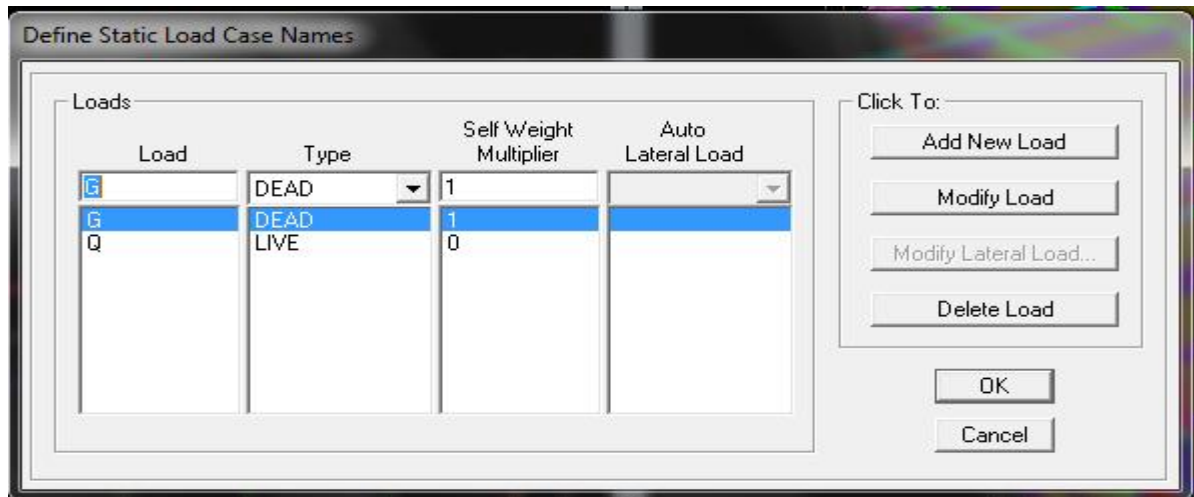 Define Static Load Case Names
Loads
Click To:
Load Type Self Weight Multiplier Auto Lateral Load
G DEAD 1
G DEAD 1
Q LIVE 0
Add New Load
Modify Load
Modify Lateral Load...
Delete Load
OK
Cancel